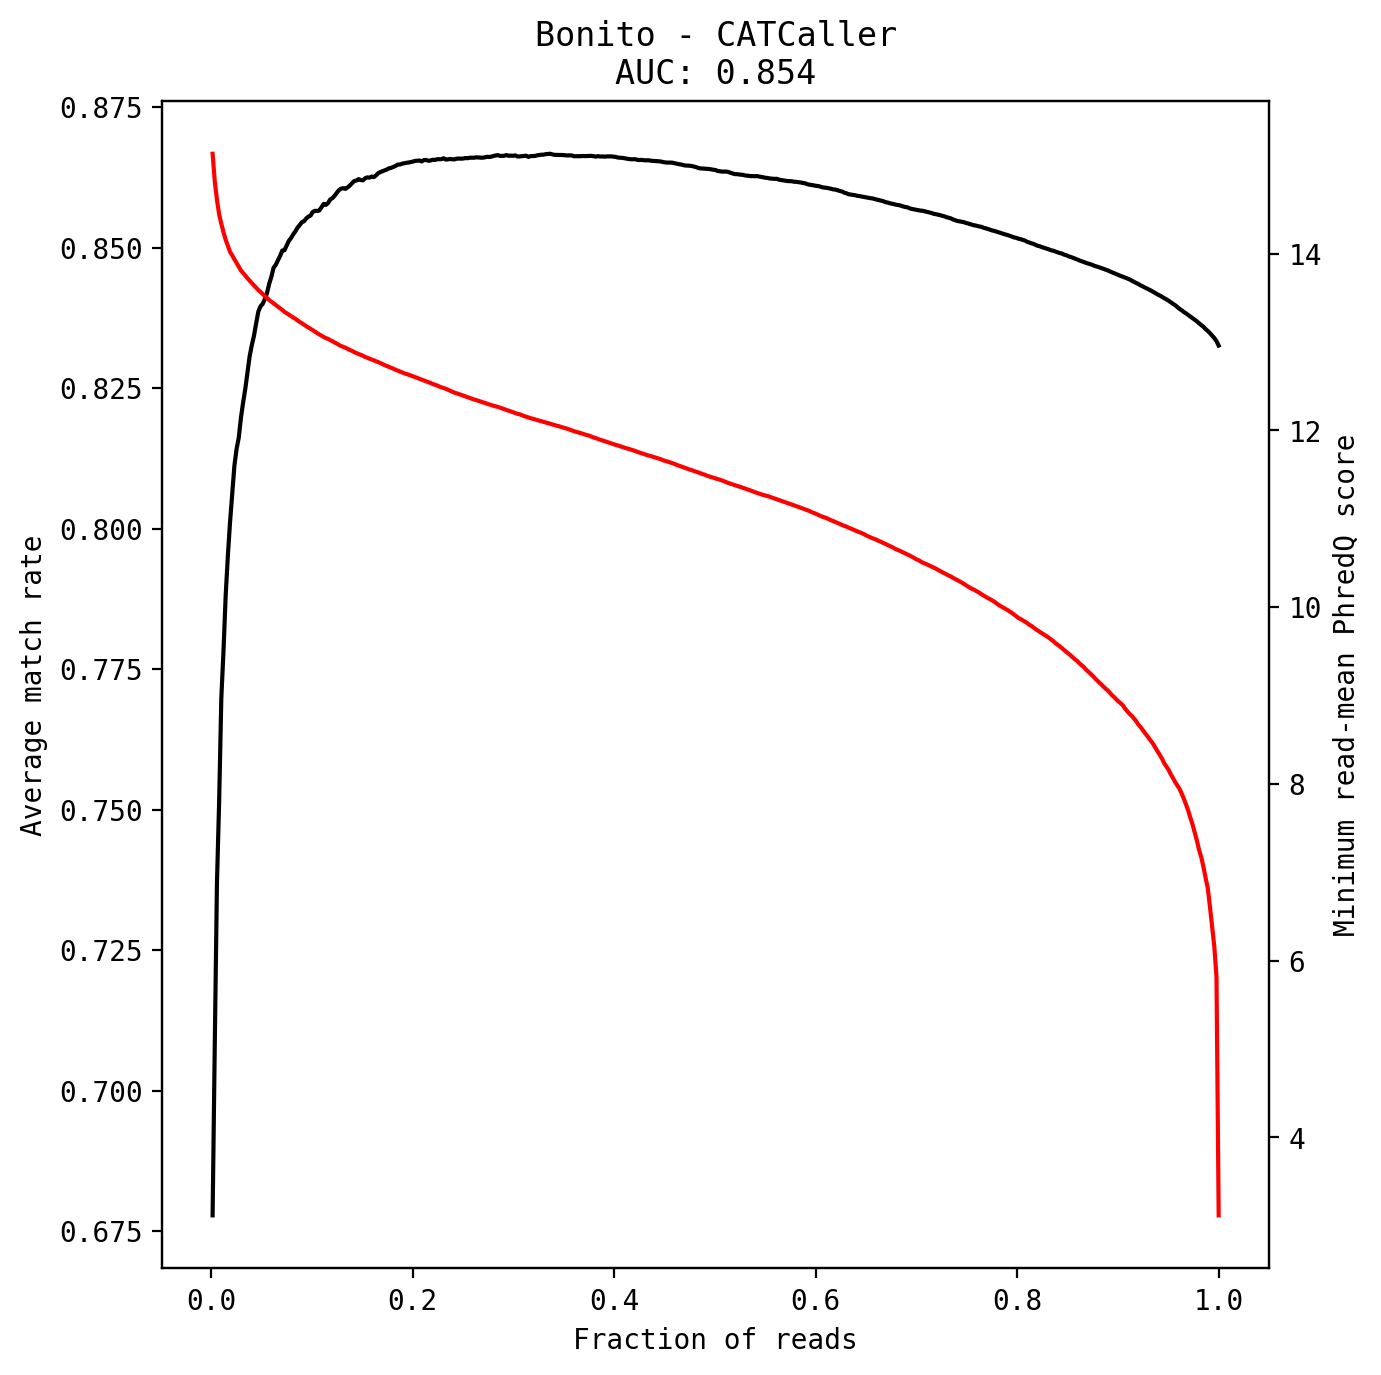 Bonito - CATCaller
AUC: 0.854
0.875
0.850
0.825
0.800
0.775
0.750
0.725
0.700
0.675
Average match rate
14
12
10
8
6
4
Minimum read-mean PhredQ score
0.0 0.2 0.4 0.6 0.8 1.0
Fraction of reads